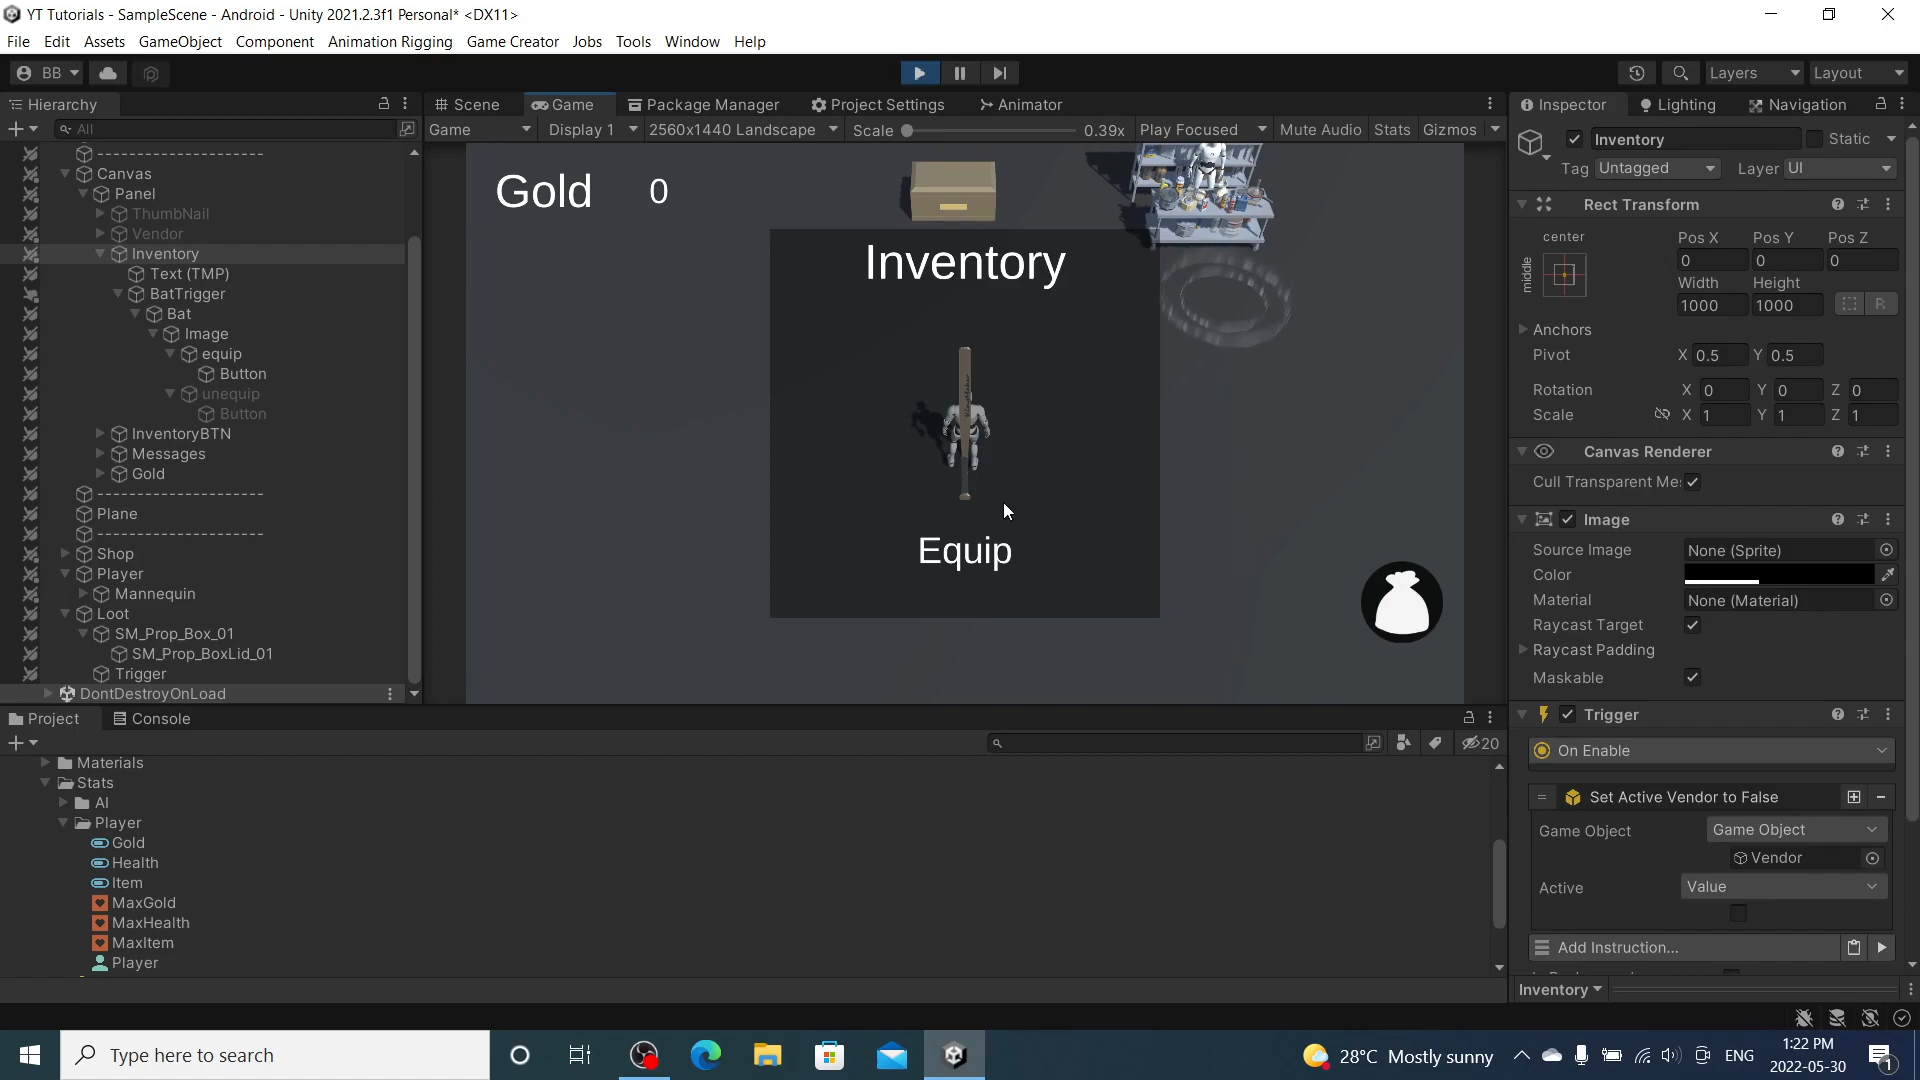 YT Tutorials - SampleScene - Android - Unity 2021.2.3f1 Personal* <DX11>
File Edit Assets GameObject Component Animation Rigging Game Creator Jobs Tools Window Help
BB
Layers
Layout
Hierarchy
All
--------------------
Canvas
Panel
ThumbNail
Vendor
Inventory
Text (TMP)
BatTrigger
Bat
Image
equip
Button
unequip
Button
InventoryBTN
Messages
Gold
--------------------
Plane
--------------------
Shop
Player
Mannequin
Loot
SM_Prop_Box_01
SM_Prop_BoxLid_01
Trigger
DontDestroyOnLoad
Scene Game Package Manager Project Settings Animator
Game Display 1 2560x1440 Landscape Scale 0.39x Play Focused Mute Audio Stats Gizmos
Gold 0
Inventory
Equip
Inspector Lighting Navigation
Inventory Static
Tag Untagged Layer UI
Rect Transform
center
middle
Pos X Pos Y Pos Z
0 0 0
Width Height
1000 1000 R
Anchors
Pivot X 0.5 Y 0.5
Rotation X 0 Y 0 Z 0
Scale X 1 Y 1 Z 1
Canvas Renderer
Cull Transparent Me:
Image
Source Image None (Sprite)
Color
Material None (Material)
Raycast Target
Raycast Padding
Maskable
Trigger
On Enable
Set Active Vendor to False
Game Object Game Object
Vendor
Active Value
Add Instruction...
Inventory
Project Console
20
Materials
Stats
AI
Player
Gold
Health
Item
MaxGold
MaxHealth
MaxItem
Player
Type here to search
28°C Mostly sunny
ENG
1:22 PM
2022-05-30
1